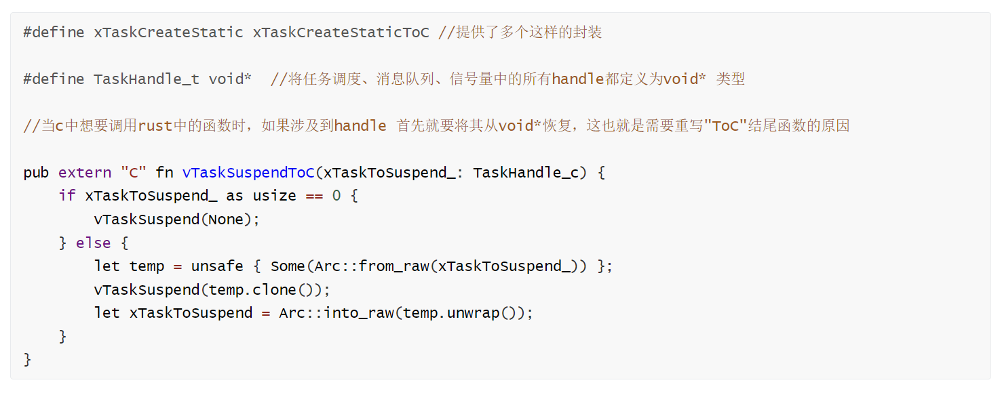 #define xTaskCreateStatic xTaskCreateStaticToC //提供了多个这样的封装
#define TaskHandle_t void*  //将任务调度、消息队列、信号量中的所有handle都定义为void* 类型
//当c中想要调用rust中的函数时，如果涉及到handle 首先就要将其从void*恢复，这也就是需要重写"ToC"结尾函数的原因
pub extern "C" fn vTaskSuspendToC(xTaskToSuspend_: TaskHandle_c) {
    if xTaskToSuspend_ as usize == 0 {
        vTaskSuspend(None);
    } else {
        let temp = unsafe { Some(Arc::from_raw(xTaskToSuspend_)) };
        vTaskSuspend(temp.clone());
        let xTaskToSuspend = Arc::into_raw(temp.unwrap());
    }
}